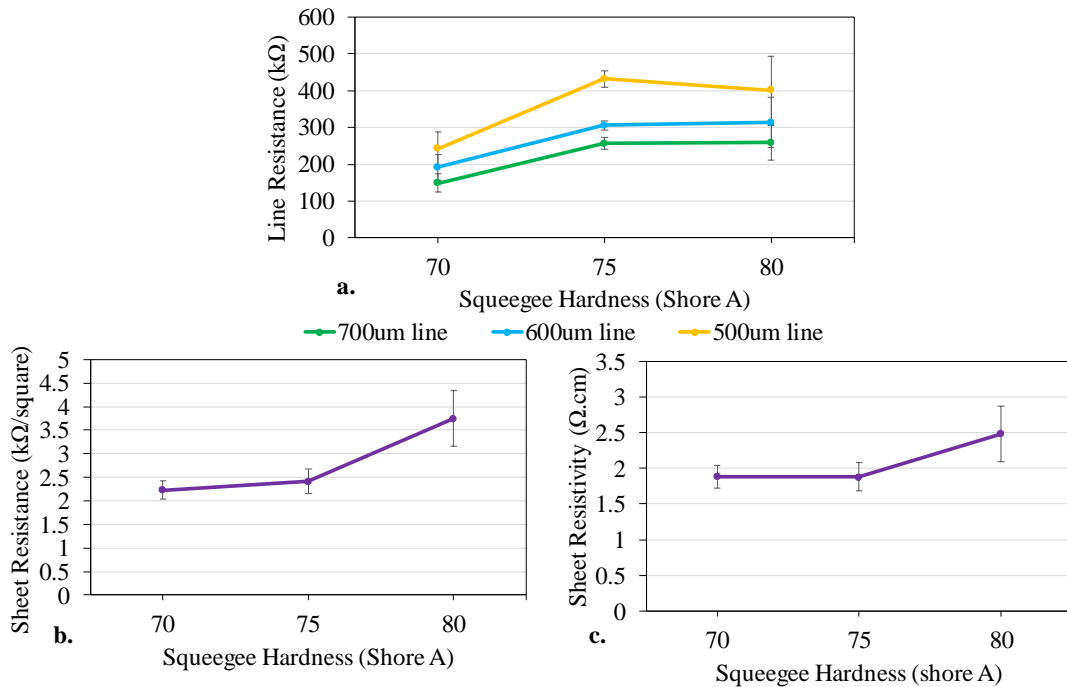 Line Resistance (kΩ)
600
500
400
300
200
100
0
70 75 80
a.
Squeegee Hardness (Shore A)
700um line 600um line 500um line
Sheet Resistance (kΩ/square)
5
4.5
4
3.5
3
2.5
2
1.5
1
0.5
0
70 75 80
b.
Squeegee Hardness (Shore A)
Sheet Resistivity (Ω.cm)
3.5
3
2.5
2
1.5
1
0.5
0
70 75 80
c.
Squeegee Hardness (shore A)